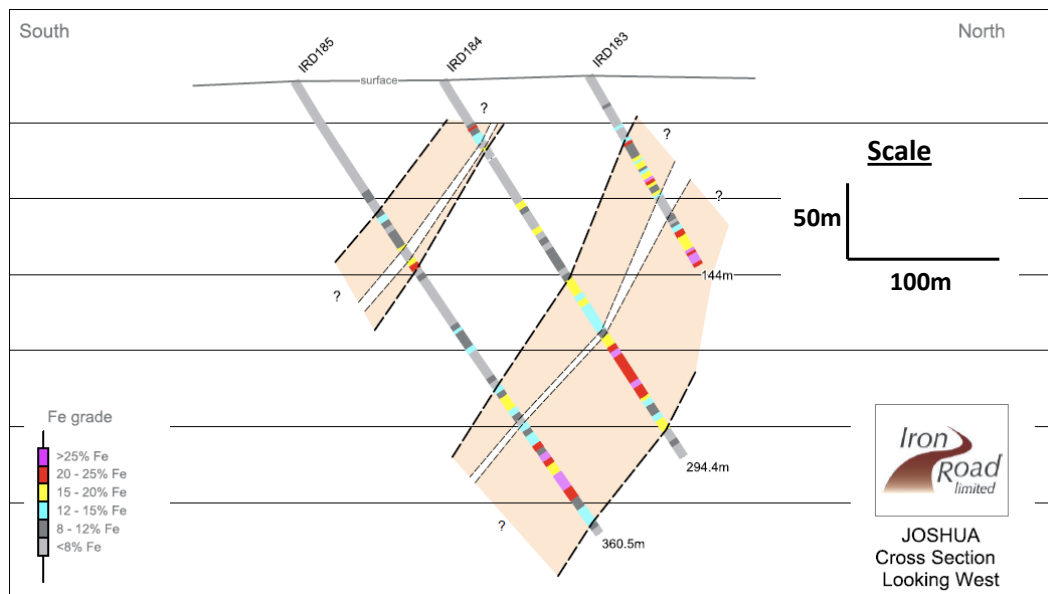 South
North
IRD185
IRD184
IRD183
surface
?
?
?
?
?
Scale
50m
100m
144m
294.4m
360.5m
Fe grade
>25% Fe
20 - 25% Fe
15 - 20% Fe
12 - 15% Fe
8 - 12% Fe
<8% Fe
Iron
Road
limited
JOSHUA
Cross Section
Looking West